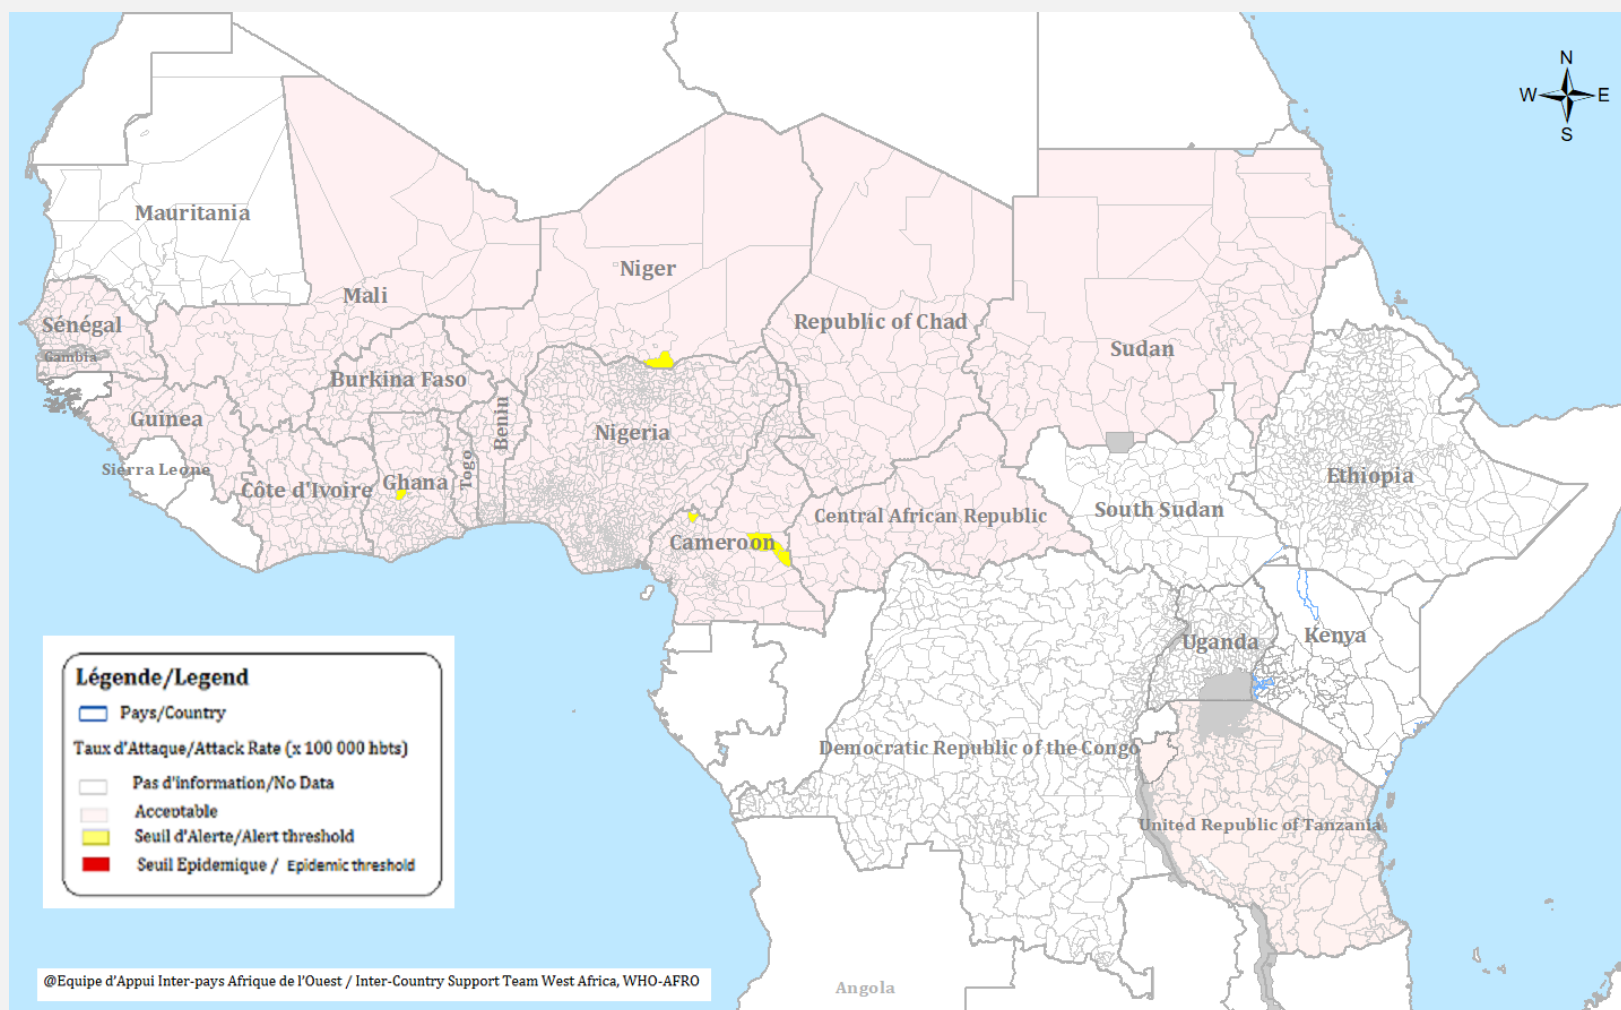 N
W E
S
Mauritania
Niger
Mali
Sénégal
Republic of Chad
Sudan
Gambia
Burkina Faso
Guinea
Benin
Nigeria
Sierra Leone
Togo
Côte d'Ivoire
Ghana
Ethiopia
South Sudan
Central African Republic
Cameroon
Uganda
Kenya
Democratic Republic of the Congo
United Republic of Tanzania
Angola
Légende/Legend
Pays/Country
Taux d'Attaque/Attack Rate (x 100 000 hbts)
Pas d'information/No Data
Acceptable
Seuil d'Alerte/Alert threshold
Seuil Epidemique / Epidemic threshold
@Equipe d'Appui Inter-pays Afrique de l'Ouest / Inter-Country Support Team West Africa, WHO-AFRO